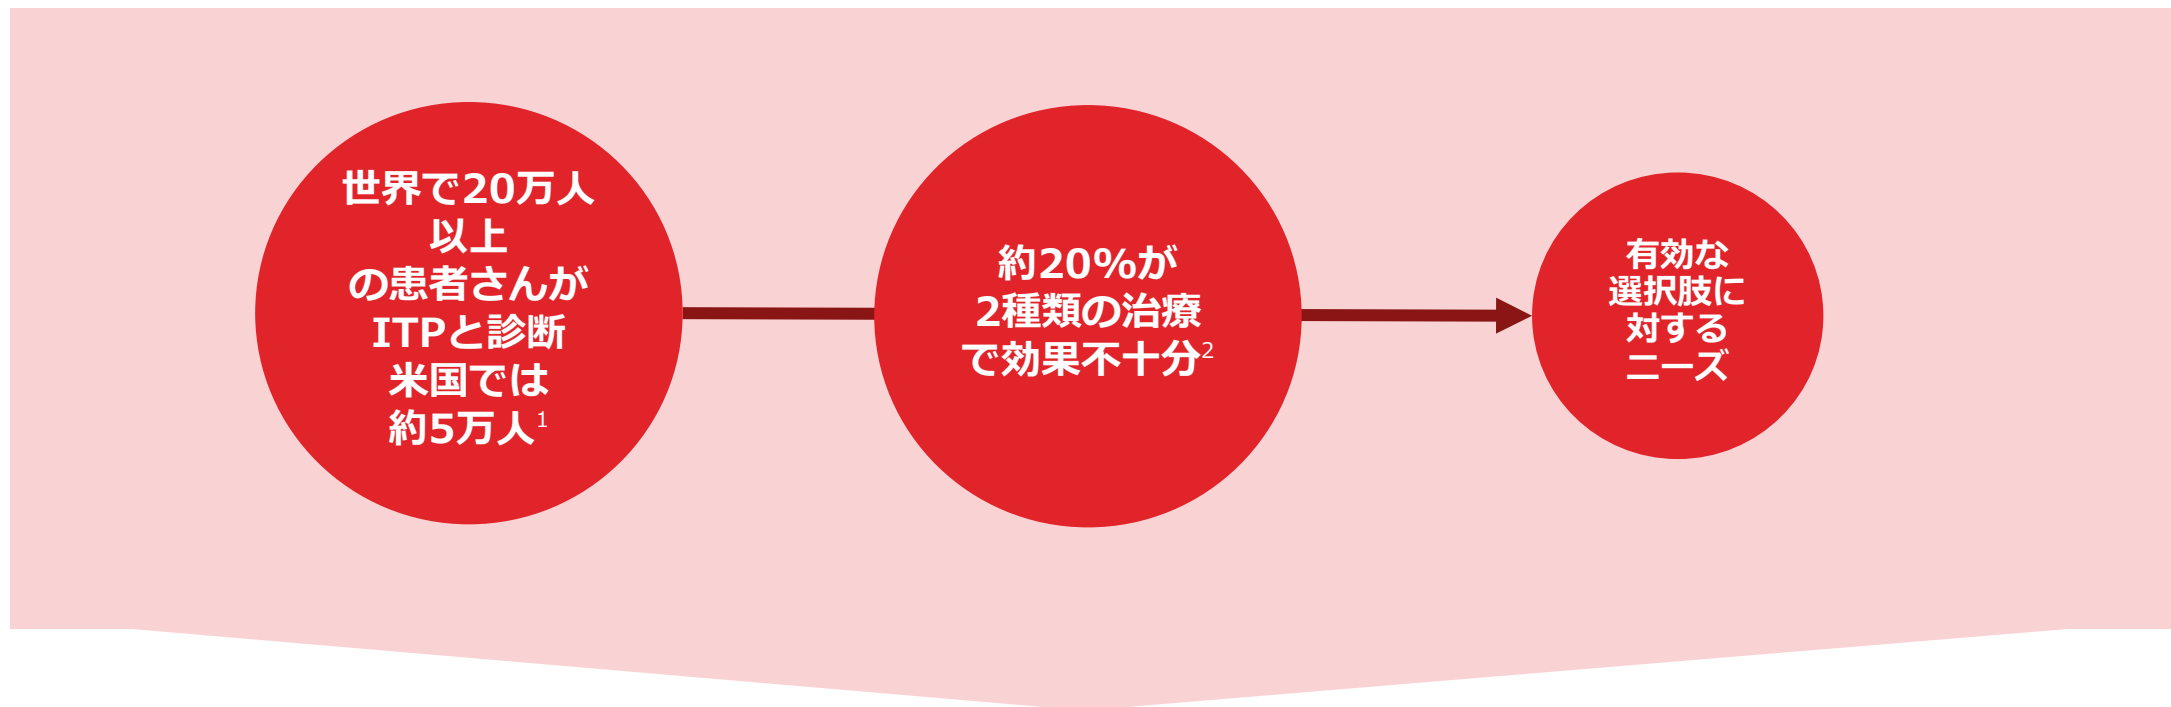 世界で20万人
以上
の患者さんが
ITPと診断
米国では
約5万人1
約20%が
2種類の治療
で効果不十分2
有効な
選択肢に
対する
ニーズ